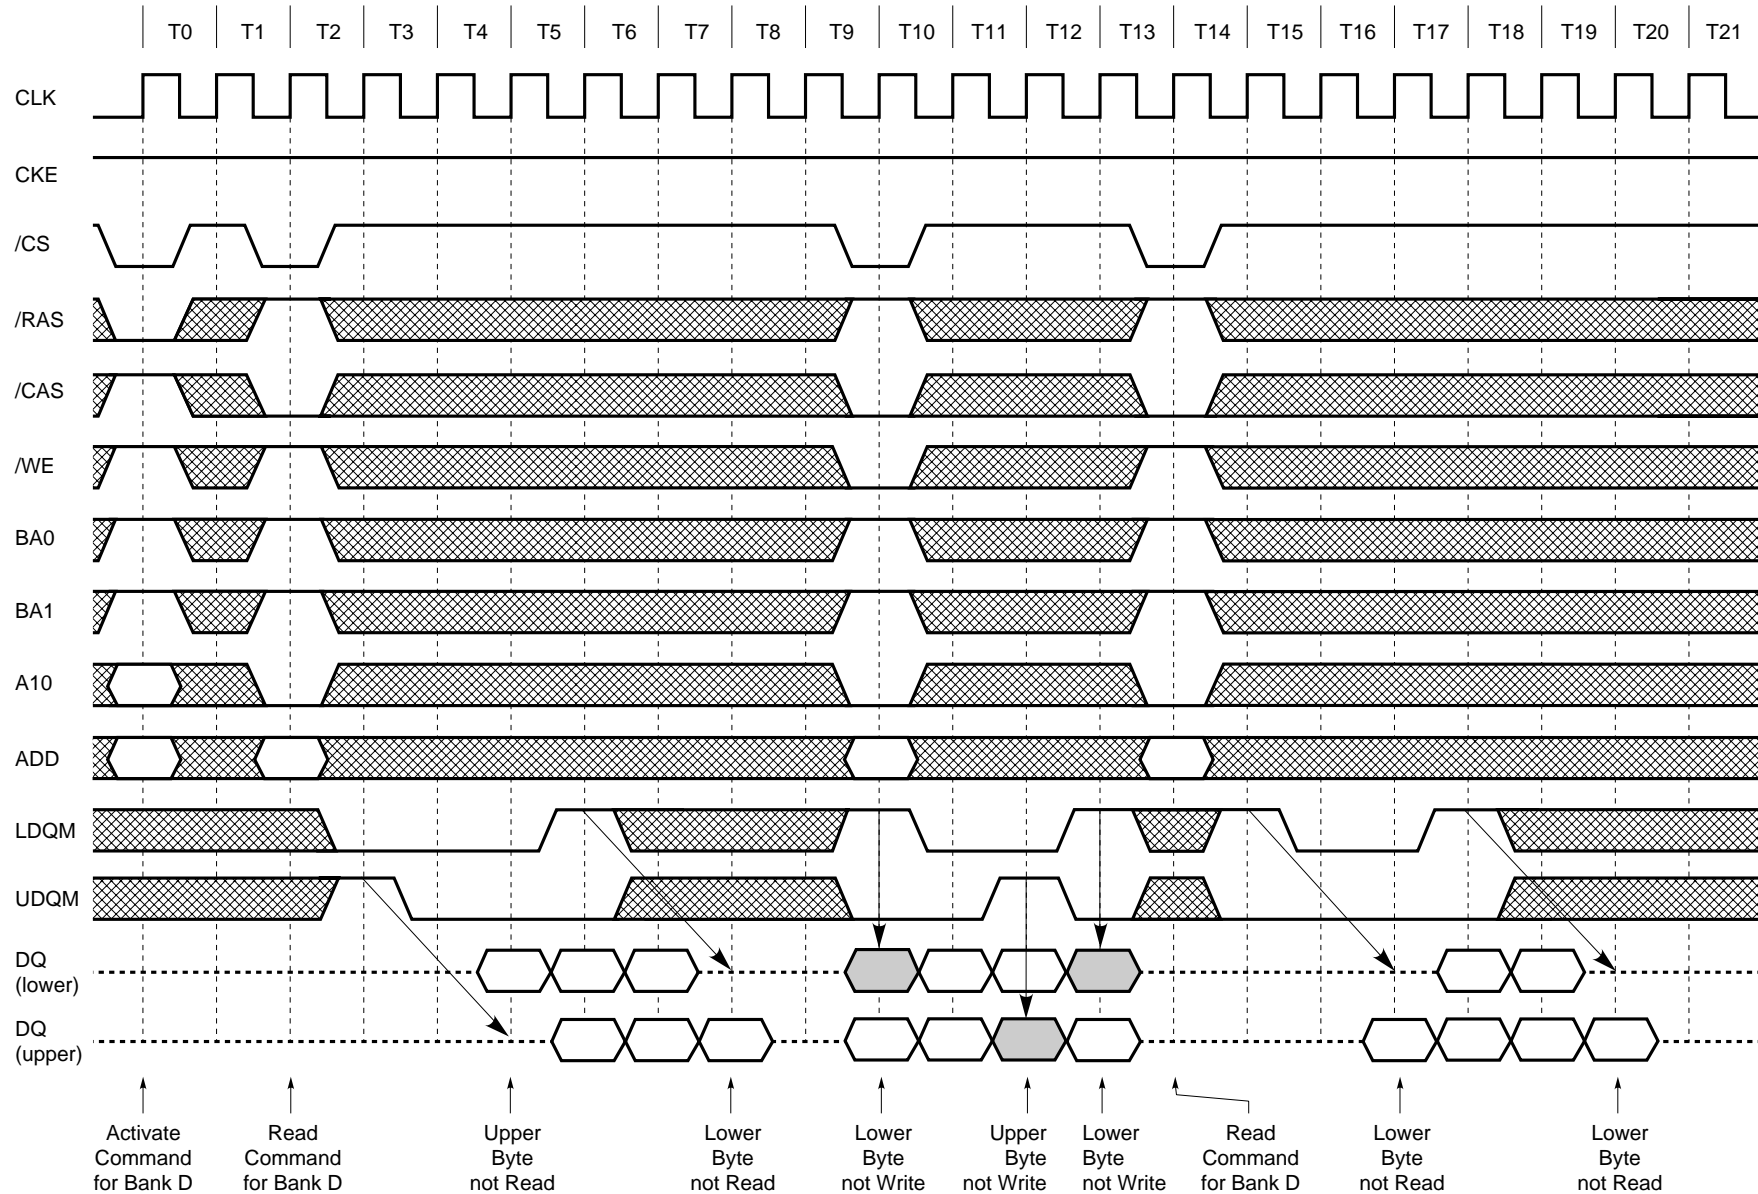 T0 T1 T2 T3 T4 T5 T6 T7 T8 T9 T10 T11 T12 T13 T14 T15 T16 T17 T18 T19 T20 T21
CLK
CKE
/CS
/RAS
/CAS
/WE
BA0
BA1
A10
ADD
LDQM
UDQM
DQ
(lower)
DQ
(upper)
Activate
Command
for Bank D
Read
Command
for Bank D
Upper
Byte
not Read
Lower
Byte
not Read
Lower
Byte
not Write
Upper
Byte
not Write
Lower
Byte
not Write
Read
Command
for Bank D
Lower
Byte
not Read
Lower
Byte
not Read